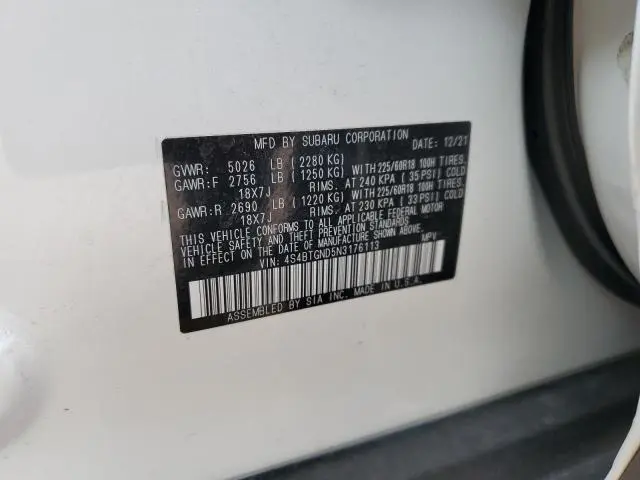 MFD BY SUBARU CORPORATION DATE: 12/21
GVWR: 5026 LB (2280 KG)
GAWR:F 2756 LB (1250 KG) WITH 225/60R18 100H TIRES,
18X7J RIMS, AT 240 KPA (35 PSI) COLD
GAWR:R 2690 LB (1220 KG) WITH 225/60R18 100H TIRES,
18X7J RIMS, AT 230 KPA (33 PSI) COLD
THIS VEHICLE CONFORMS TO ALL APPLICABLE FEDERAL MOTOR
VEHICLE SAFETY AND THEFT PREVENTION STANDARDS
IN EFFECT ON THE DATE OF MANUFACTURE SHOWN ABOVE.
VIN: 4S4BTGND5N3176113 MPV
ASSEMBLED BY SIA INC. MADE IN U.S.A.